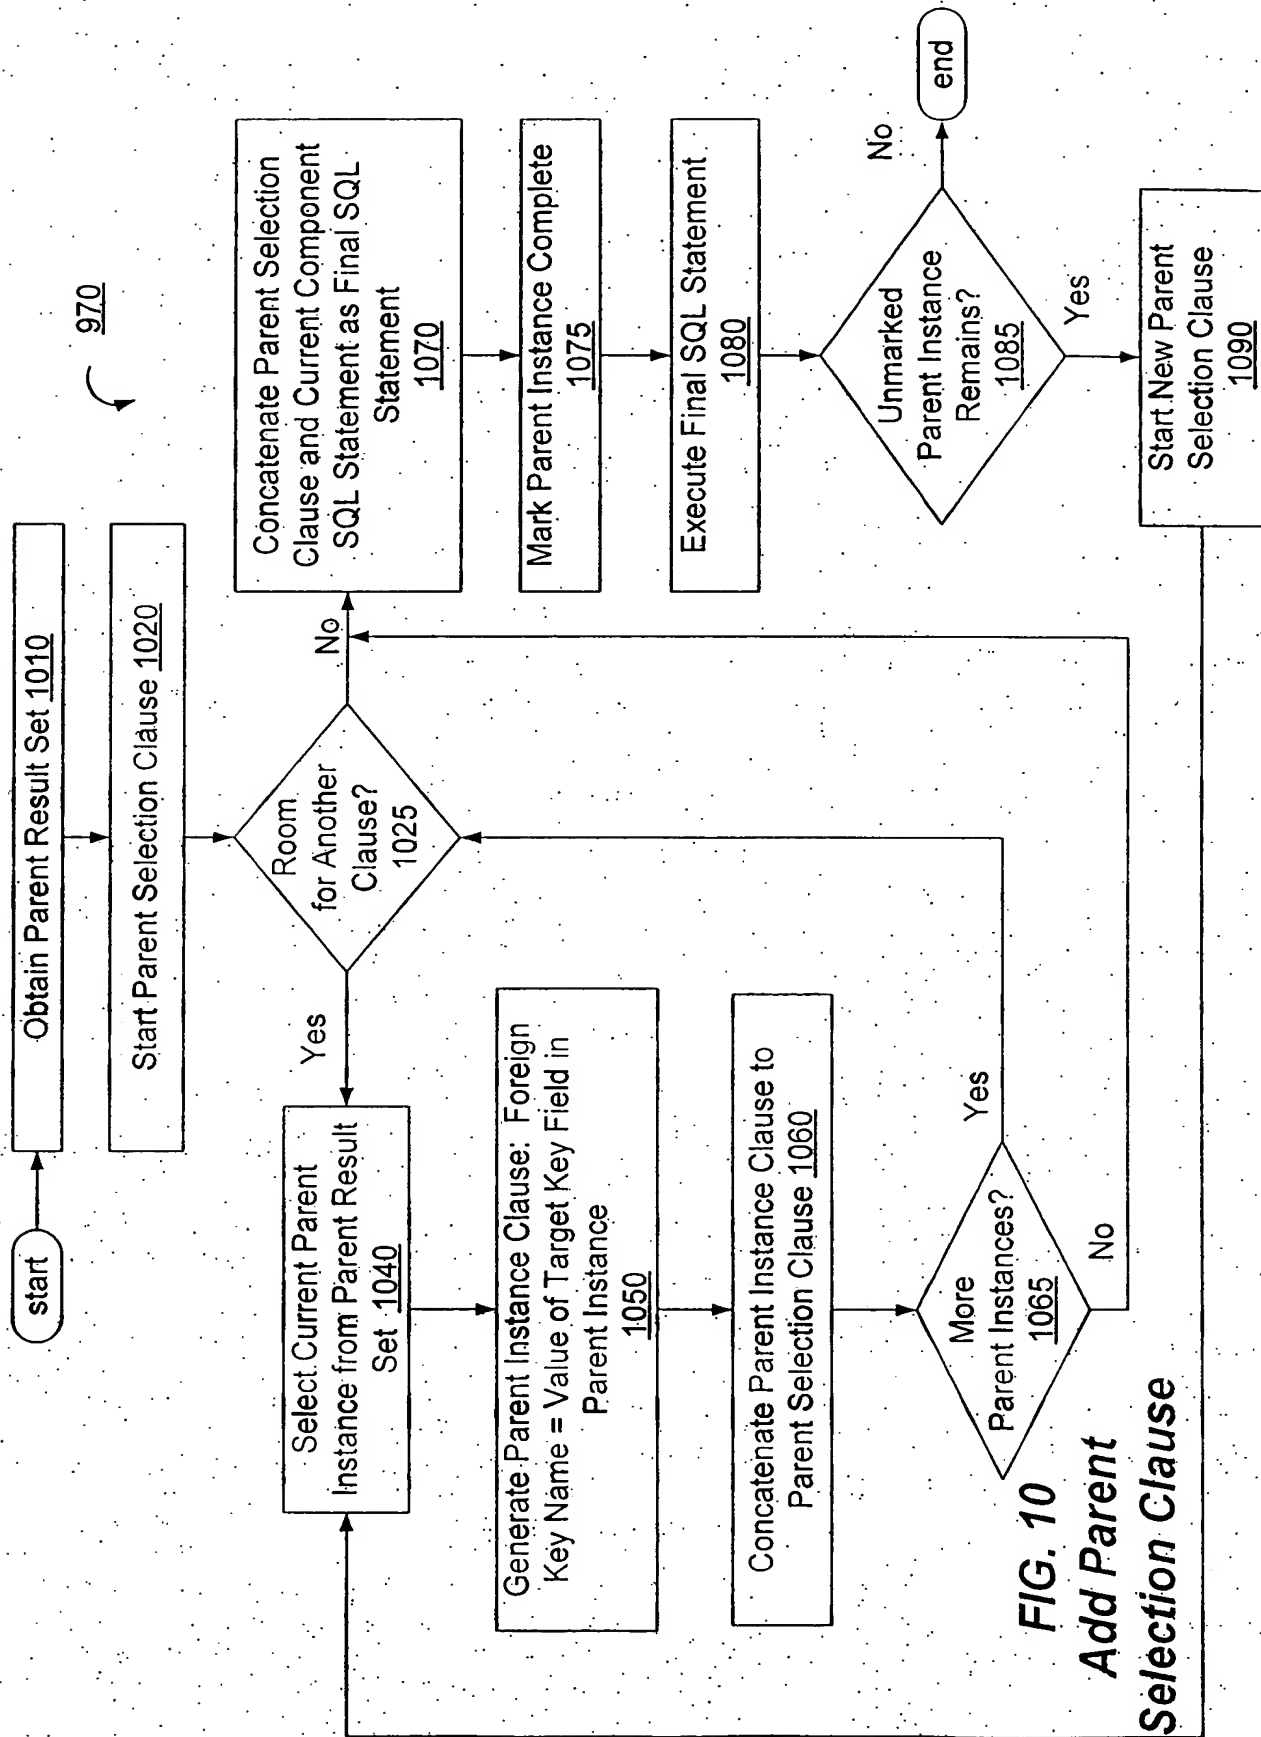 970
start
Obtain Parent Result Set 1010
Start Parent Selection Clause 1020
Room
for Another
Clause?
1025
Yes
No
Select Current Parent
Instance from Parent Result
Set 1040
Generate Parent Instance Clause: Foreign
Key Name = Value of Target Key Field in
Parent Instance
1050
Concatenate Parent Instance Clause to
Parent Selection Clause 1060
More
Parent Instances?
1065
Yes
No
Concatenate Parent Selection
Clause and Current Component
SQL Statement as Final SQL
Statement
1070
Mark Parent Instance Complete
1075
Execute Final SQL Statement
1080
Unmarked
Parent Instance
Remains?
1085
No
end
Yes
Start New Parent
Selection Clause
1090
FIG. 10
Add Parent
Selection Clause